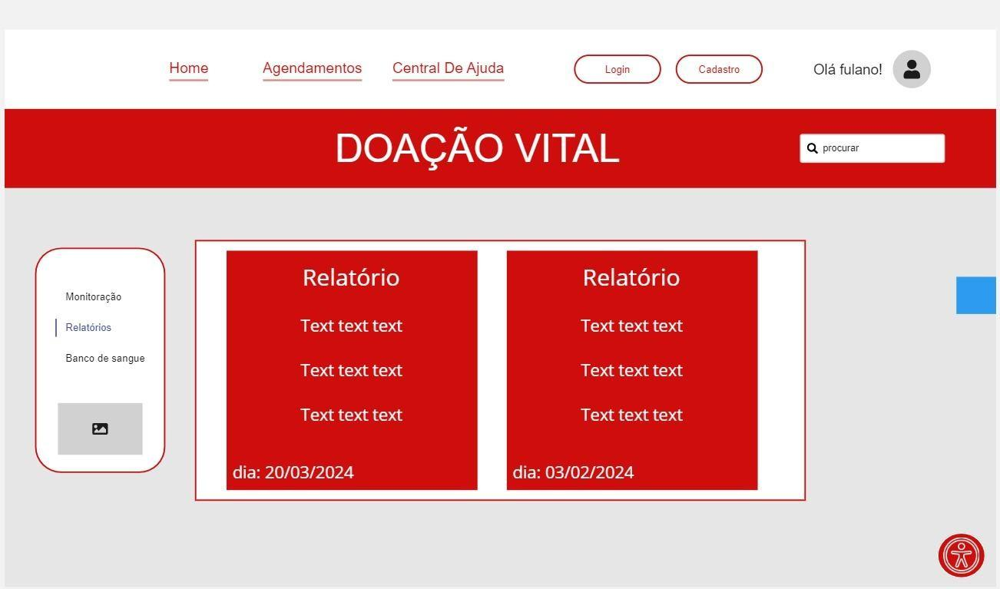 Home
Agendamentos
Central De Ajuda
Login
Cadastro
Olá fulano!
DOAÇÃO VITAL
procurar
Monitoração
Relatórios
Banco de sangue
Relatório
Text text text
Text text text
Text text text
dia: 20/03/2024
Relatório
Text text text
Text text text
Text text text
dia: 03/02/2024